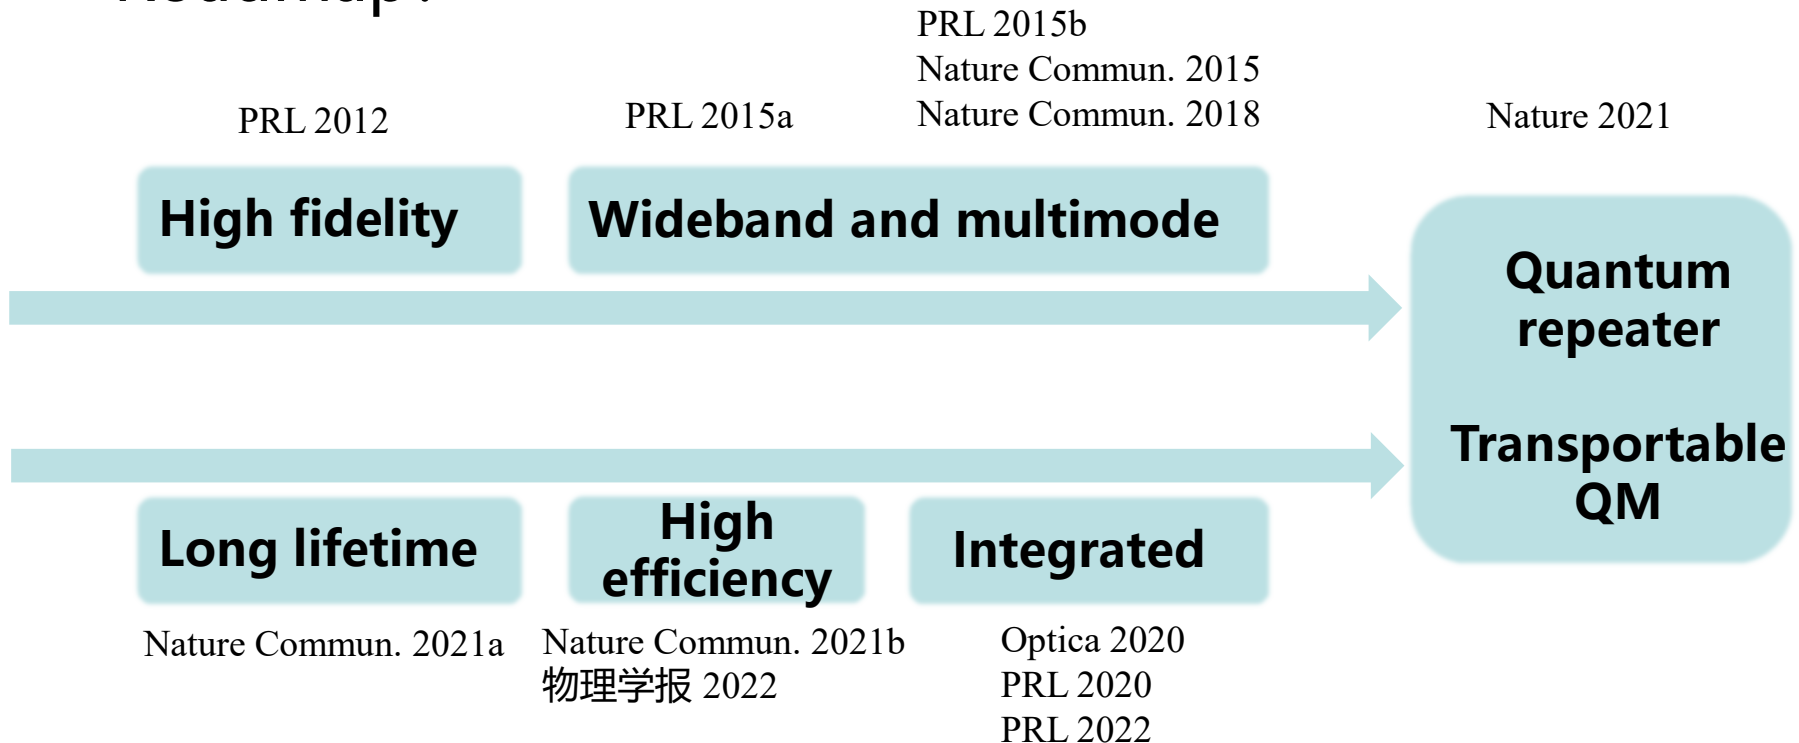 Roadmap:
PRL 2015b
Nature Commun. 2015
Nature Commun. 2018
PRL 2012
PRL 2015a
Nature 2021
High fidelity
Wideband and multimode
Quantum
repeater
Transportable
QM
Long lifetime
High
efficiency
Integrated
Nature Commun. 2021a
Nature Commun. 2021b
物理学报 2022
Optica 2020
PRL 2020
PRL 2022